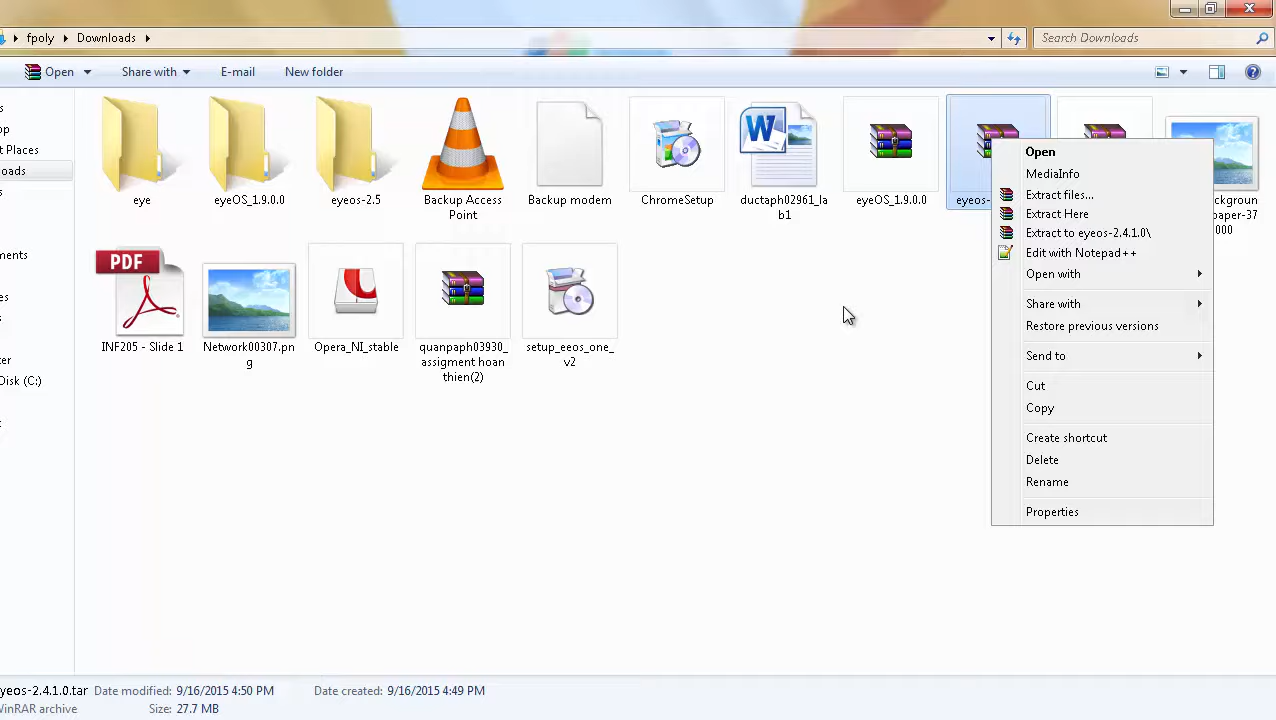 fpoly Downloads Search Downloads
Open Share with E-mail New folder
t Places
oads
ments
Disk (C:)
eye
eyeOS_1.9.0.0
eyeos-2.5
Backup Access
Point
Backup modem
ChromeSetup
ductaph02961_la
b1
eyeOS_1.9.0.0
eyeos-
ckgroun
paper-37
000
PDF
INF205 - Slide 1
Network00307.pn
g
Opera_NI_stable
quanpaph03930_
assigment hoan
thien(2)
setup_eeos_one_
v2
Open
MediaInfo
Extract files...
Extract Here
Extract to eyeos-2.4.1.0\
Edit with Notepad++
Open with
Share with
Restore previous versions
Send to
Cut
Copy
Create shortcut
Delete
Rename
Properties
yeos-2.4.1.0.tar Date modified: 9/16/2015 4:50 PM Date created: 9/16/2015 4:49 PM
WinRAR archive Size: 27.7 MB